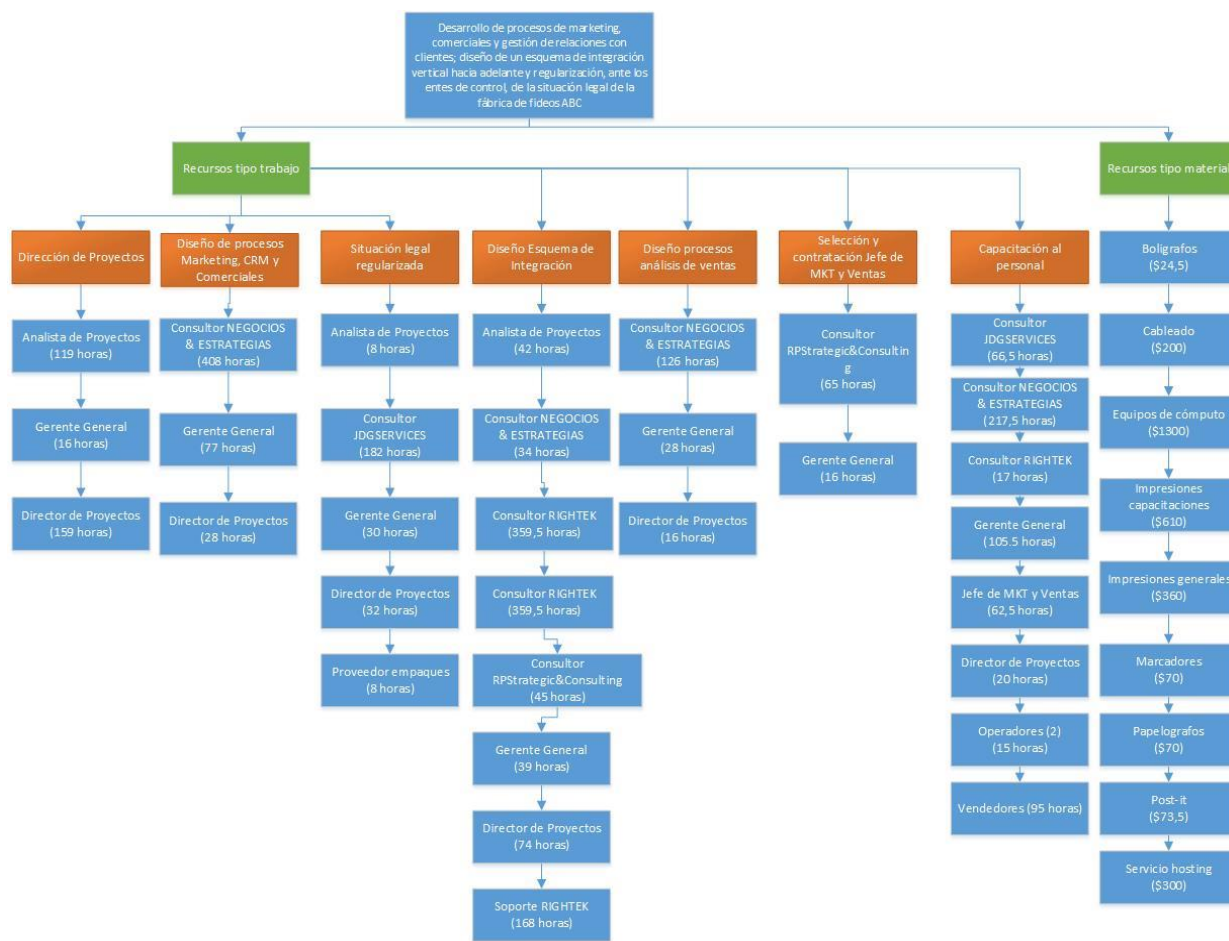 Desarrollo de procesos de marketing,
comerciales y gestión de relaciones con
clientes; diseño de un esquema de integración
vertical hacia adelante y regularización, ante los
entes de control, de la situación legal de la
fábrica de fideos ABC
Recursos tipo trabajo
Recursos tipo material
Dirección de Proyectos
Analista de Proyectos
(119 horas)
Gerente General
(16 horas)
Director de Proyectos
(159 horas)
Diseño de procesos
Marketing, CRM y
Comerciales
Consultor NEGOCIOS
& ESTRATEGIAS
(408 horas)
Gerente General
(77 horas)
Director de Proyectos
(28 horas)
Situación legal
regularizada
Analista de Proyectos
(8 horas)
Consultor
JDGSERVICES
(182 horas)
Gerente General
(30 horas)
Director de Proyectos
(32 horas)
Proveedor empaques
(8 horas)
Diseño Esquema de
Integración
Analista de Proyectos
(42 horas)
Consultor NEGOCIOS
& ESTRATEGIAS
(34 horas)
Consultor RIGHTEK
(359,5 horas)
Consultor RIGHTEK
(359,5 horas)
Consultor
RPStrategic&Consulting
(45 horas)
Gerente General
(39 horas)
Director de Proyectos
(74 horas)
Soporte RIGHTEK
(168 horas)
Diseño procesos
análisis de ventas
Consultor NEGOCIOS
& ESTRATEGIAS
(126 horas)
Gerente General
(28 horas)
Director de Proyectos
(16 horas)
Selección y
contratación Jefe de
MKT y Ventas
Consultor
RPStrategic&Consultin
g
(65 horas)
Gerente General
(16 horas)
Capacitación al
personal
Consultor
JDGSERVICES
(66,5 horas)
Consultor NEGOCIOS
& ESTRATEGIAS
(217,5 horas)
Consultor RIGHTEK
(17 horas)
Gerente General
(105.5 horas)
Jefe de MKT y Ventas
(62,5 horas)
Director de Proyectos
(20 horas)
Operadores (2)
(15 horas)
Vendedores (95 horas)
Bolígrafos
($24,5)
Cableado
($200)
Equipos de cómputo
($1300)
Impresiones
capacitaciones
($610)
Impresiones generales
($360)
Marcadores
($70)
Papelografos
($70)
Post-it
($73,5)
Servicio hosting
($300)